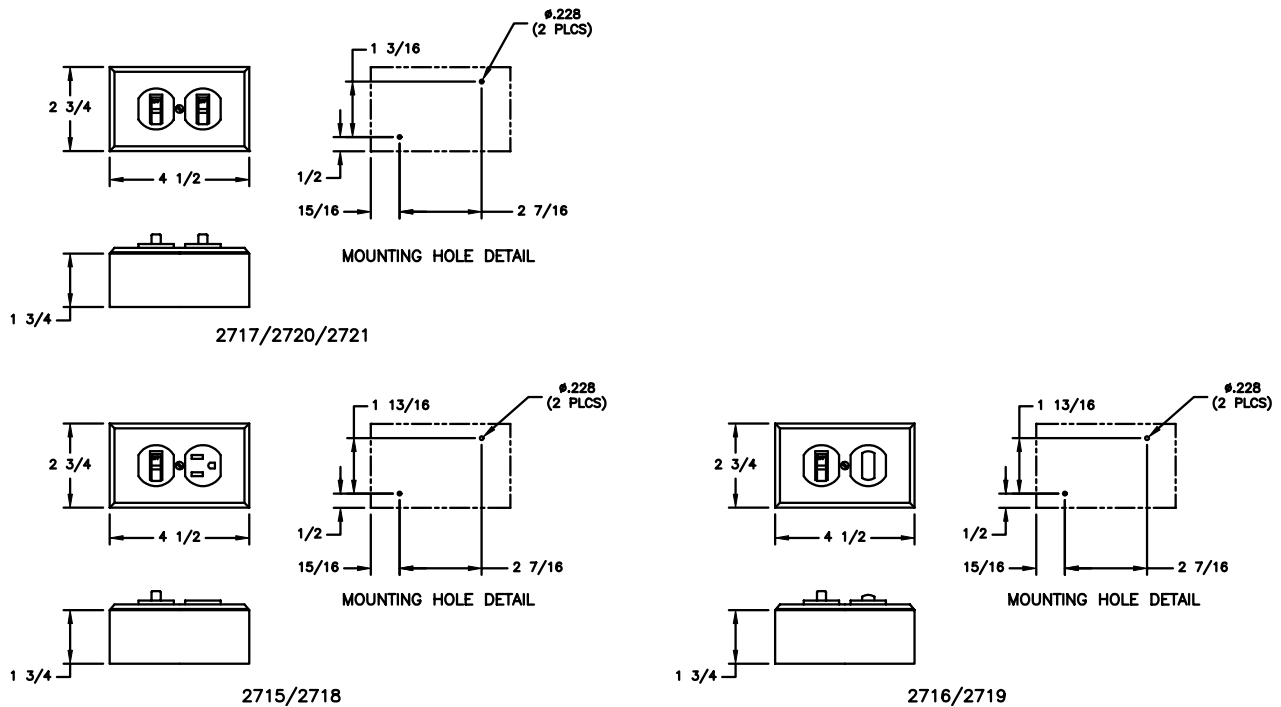 ø.228
(2 PLCS)
1 3/16
2 3/4
4 1/2
1/2
15/16
2 7/16
MOUNTING HOLE DETAIL
1 3/4
2717/2720/2721
ø.228
(2 PLCS)
1 13/16
2 3/4
4 1/2
1/2
15/16
2 7/16
MOUNTING HOLE DETAIL
1 3/4
2715/2718
ø.228
(2 PLCS)
1 13/16
2 3/4
4 1/2
1/2
15/16
2 7/16
MOUNTING HOLE DETAIL
1 3/4
2716/2719